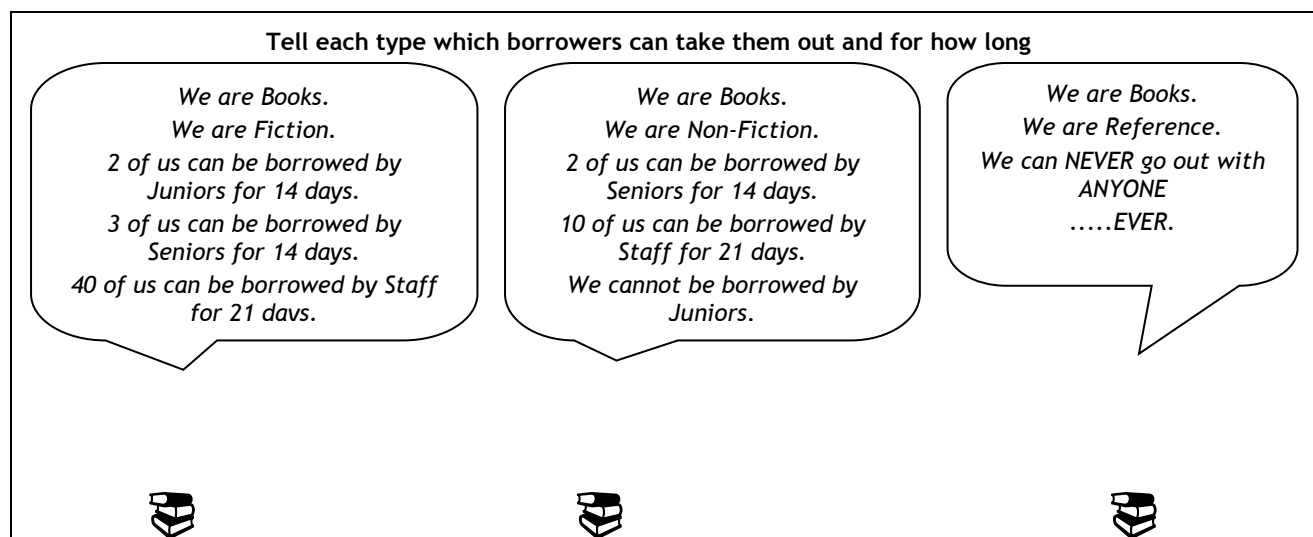 Tell each type which borrowers can take them out and for how long
We are Books.
We are Fiction.
2 of us can be borrowed by
Juniors for 14 days.
3 of us can be borrowed by
Seniors for 14 days.
40 of us can be borrowed by Staff
for 21 days.
We are Books.
We are Non-Fiction.
2 of us can be borrowed by
Seniors for 14 days.
10 of us can be borrowed by
Staff for 21 days.
We cannot be borrowed by
Juniors.
We are Books.
We are Reference.
We can NEVER go out with
ANYONE
.....EVER.